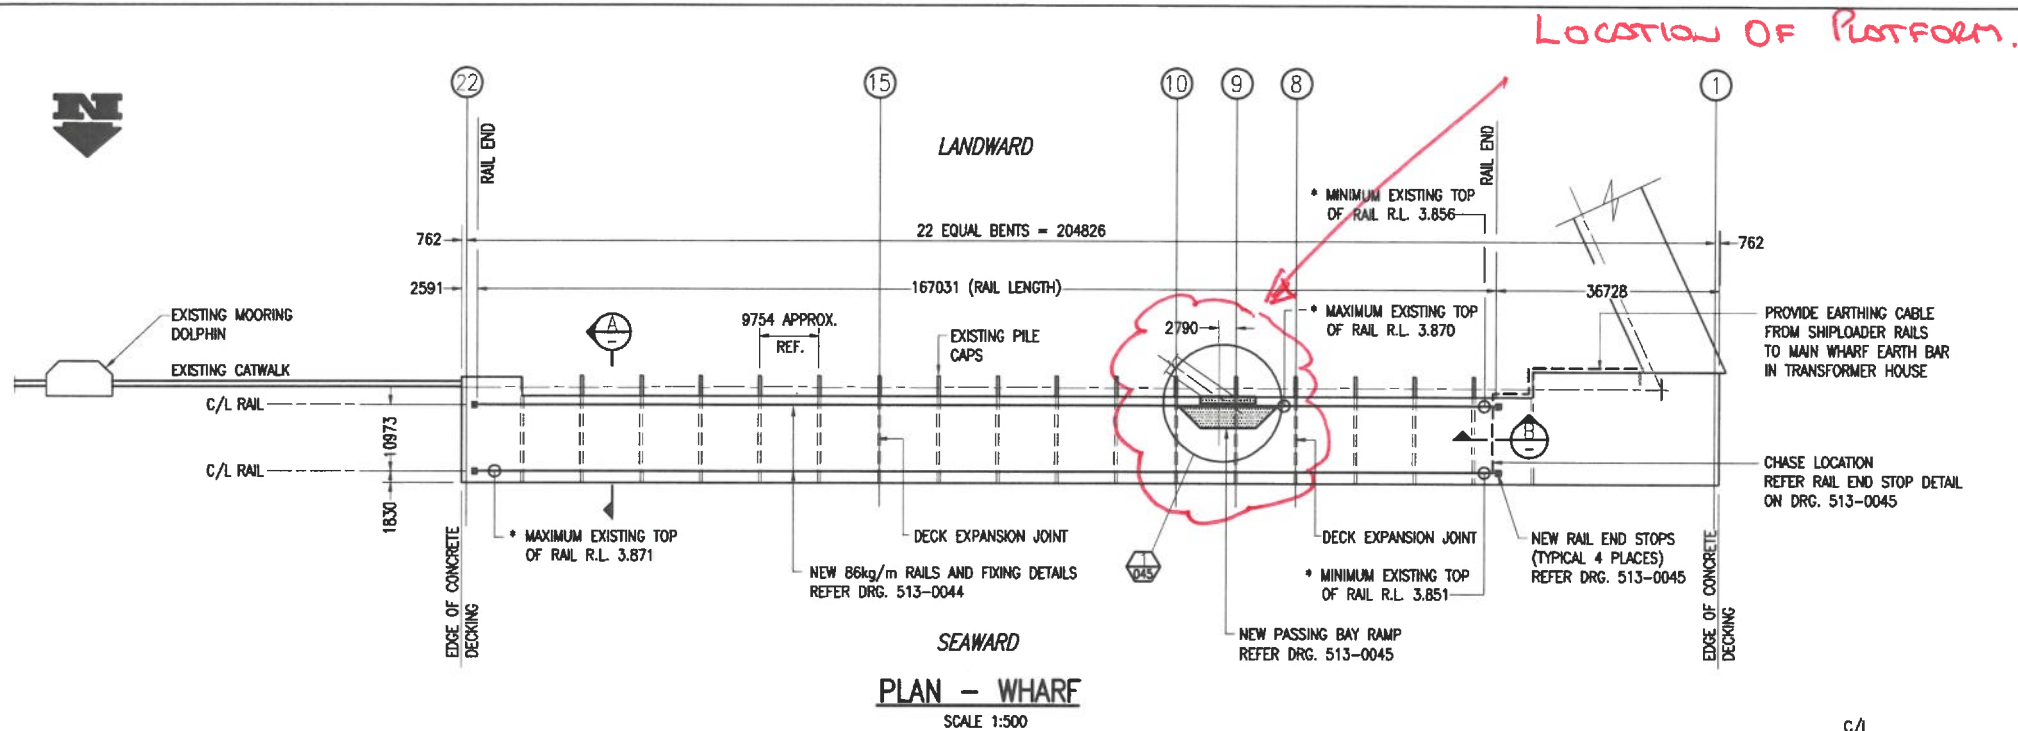 LOCATION OF PLATFORM.
N
22
15
10
9
8
1
RAIL END
LANDWARD
RAIL END
* MINIMUM EXISTING TOP
OF RAIL R.L. 3.856
762
22 EQUAL BENTS = 204826
762
2591
167031 (RAIL LENGTH)
36728
EXISTING MOORING
DOLPHIN
A
-
9754 APPROX.
REF.
EXISTING PILE
CAPS
2790
* MAXIMUM EXISTING TOP
OF RAIL R.L. 3.870
PROVIDE EARTHING CABLE
FROM SHIPLOADER RAILS
TO MAIN WHARF EARTH BAR
IN TRANSFORMER HOUSE
EXISTING CATWALK
C/L RAIL
10973
C/L RAIL
1830
B
-
CHASE LOCATION
REFER RAIL END STOP DETAIL
ON DRG. 513-0045
* MAXIMUM EXISTING TOP
OF RAIL R.L. 3.871
DECK EXPANSION JOINT
DECK EXPANSION JOINT
NEW RAIL END STOPS
(TYPICAL 4 PLACES)
REFER DRG. 513-0045
NEW 86kg/m RAILS AND FIXING DETAILS
REFER DRG. 513-0044
1
045
* MINIMUM EXISTING TOP
OF RAIL R.L. 3.851
EDGE OF CONCRETE
DECKING
EDGE OF CONCRETE
DECKING
SEAWARD
NEW PASSING BAY RAMP
REFER DRG. 513-0045
PLAN - WHARF
SCALE 1:500
C/L